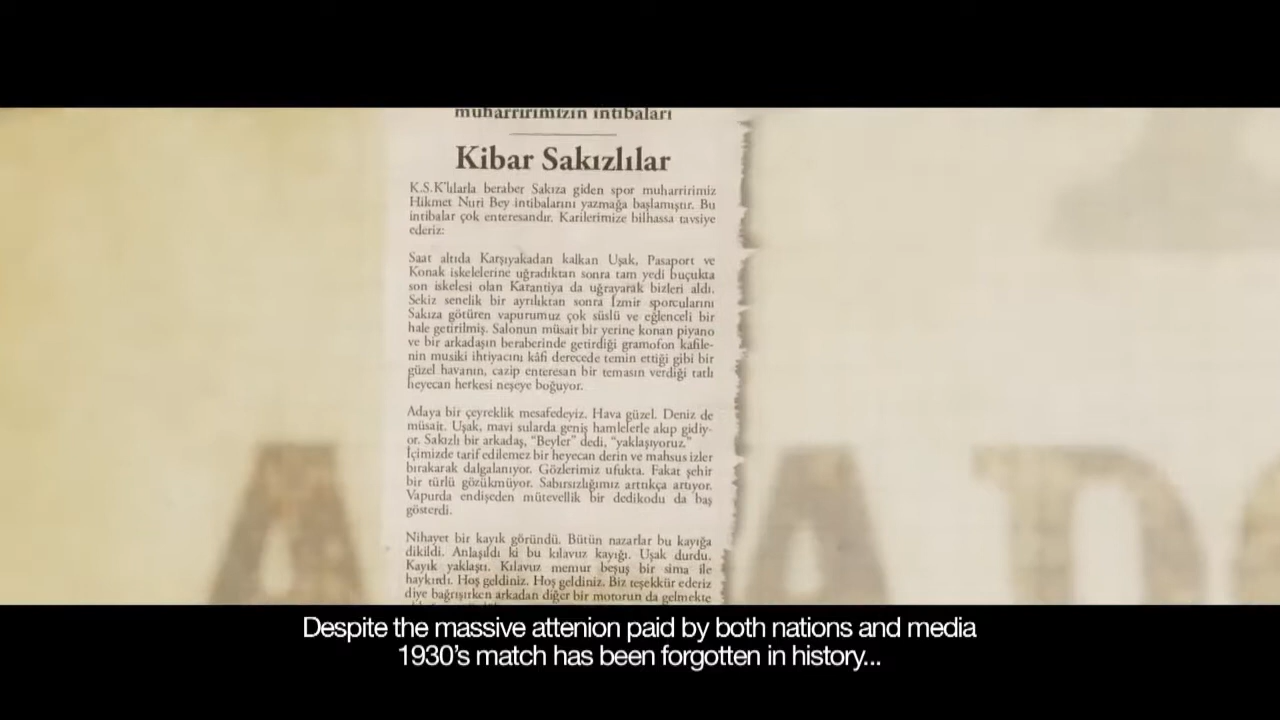 muharririmizin intibaları
Kibar Sakızlılar
K.S.K'lılarla beraber Sakıza giden spor muharririmiz
Hikmet Nuri Bey intibalarını yazmağa başlamıştır. Bu
intibalar çok enteresandır. Karilerimize bilhassa tavsiye
ederiz:
Saat altıda Karşıyakadan kalkan Uşak, Pasaport ve
Konak iskelelerine uğradıktan sonra tam yedi buçukta
son iskelesi olan Karantiya da uğrayarak bizleri aldı.
Sekiz senelik bir ayrılıktan sonra İzmir sporcularını
Sakıza götüren vapurumuz çok süslü ve eğlenceli bir
hale getirilmiş. Salonun müsait bir yerine konan piyano
ve bir arkadaşın beraberinde getirdiği gramofon kafile-
nin musiki ihtiyacını kâfi derecede temin ettiği gibi bir
güzel havanın, cazip enteresan bir temasın verdiği tatlı
heyecan herkesi neşeye boğuyor.
Adaya bir çeyreklik mesafedeyiz. Hava güzel. Deniz de
müsait. Uşak, mavi sularda geniş hamlelerle akıp gidiy-
or. Sakızlı bir arkadaş, “Beyler” dedi, “yaklaşıyoruz.”
İçimizde tarif edilemez bir heyecan derin ve mahsus izler
bırakarak dalgalanıyor. Gözlerimiz ufukta. Fakat şehir
bir türlü gözükmüyor. Sabırsızlığımız arttıkça artıyor.
Vapurda endişeden mütevellik bir dedikodu da baş
gösterdi.
Nihayet bir kayık göründü. Bütün nazarlar bu kayığa
dikildi. Anlaşıldı ki bu kılavuz kayığı. Uşak durdu.
Kayık yaklaştı. Kılavuz memur beşuş bir sima ile
haykırdı. Hoş geldiniz. Hoş geldiniz. Biz teşekkür ederiz
diye bağrışırken arkadan diğer bir motorun da gelmekte
A A D
Despite the massive attenion paid by both nations and media
1930's match has been forgotten in history...